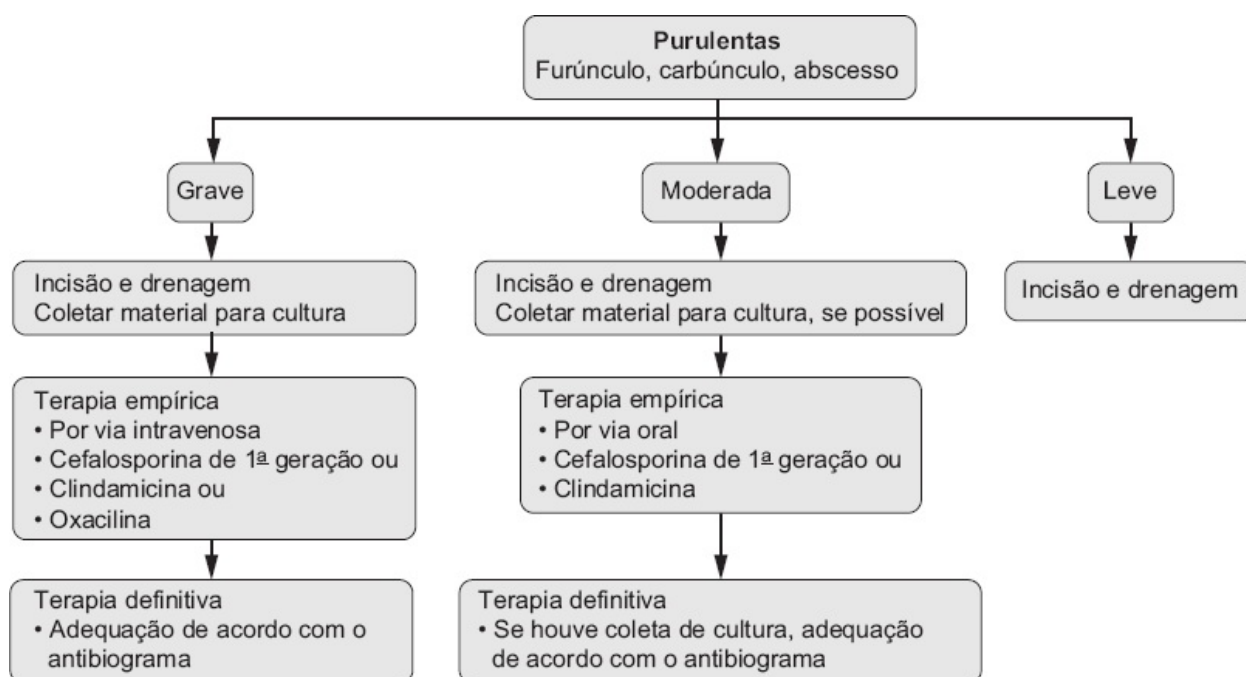 Purulentas
Furúnculo, carbúnculo, abscesso
Grave
Moderada
Leve
Incisão e drenagem
Coletar material para cultura
Incisão e drenagem
Coletar material para cultura, se possível
Incisão e drenagem
Terapia empírica
• Por via intravenosa
• Cefalosporina de 1ª geração ou
• Clindamicina ou
• Oxacilina
Terapia empírica
• Por via oral
• Cefalosporina de 1ª geração ou
• Clindamicina
Terapia definitiva
• Adequação de acordo com o
antibiograma
Terapia definitiva
• Se houve coleta de cultura, adequação
de acordo com o antibiograma